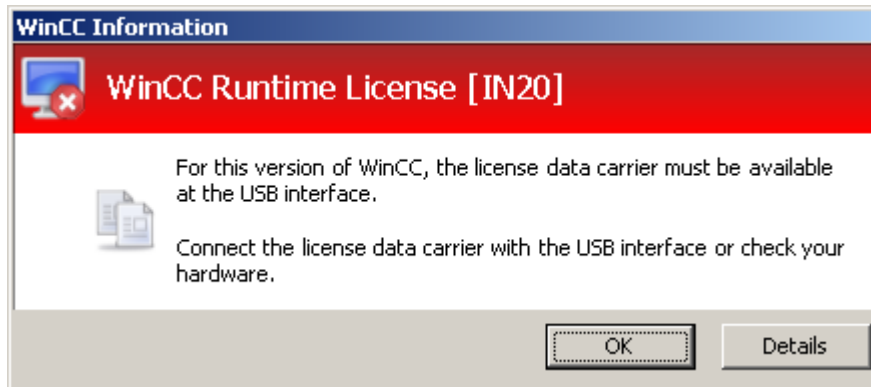 WinCC Information
WinCC Runtime License [IN20]
For this version of WinCC, the license data carrier must be available
at the USB interface.
Connect the license data carrier with the USB interface or check your
hardware.
OK
Details